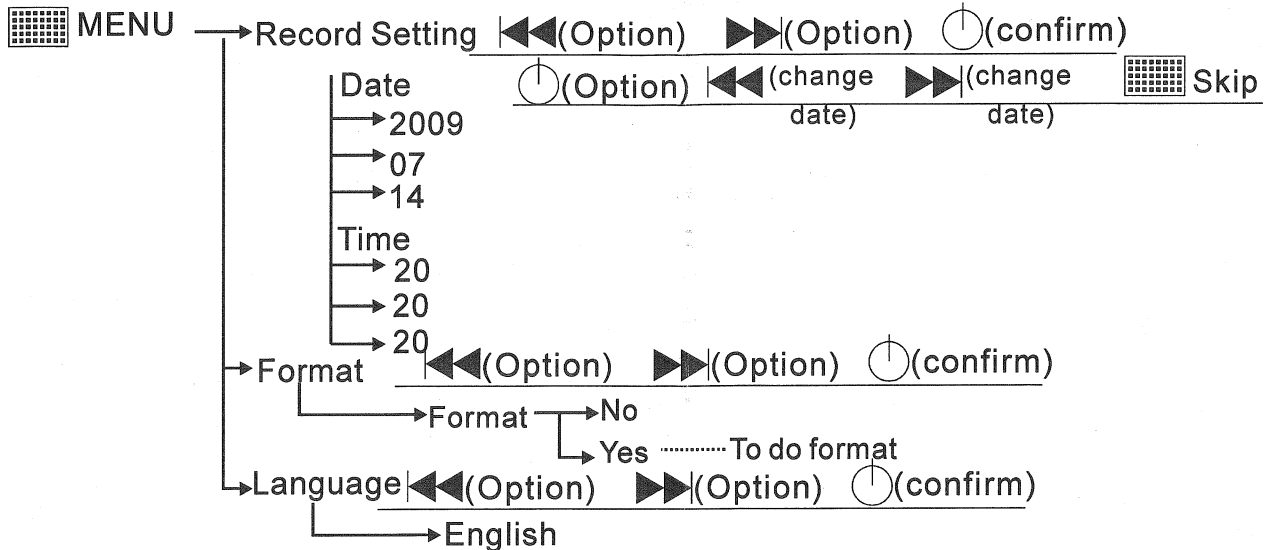 MENU Record Setting (Option) (Option) (confirm)
Date (Option) (change date) (change date) Skip
2009
07
14
Time
20
20
20
Format (Option) (Option) (confirm)
Format No
Yes ........... To do format
Language (Option) (Option) (confirm)
English